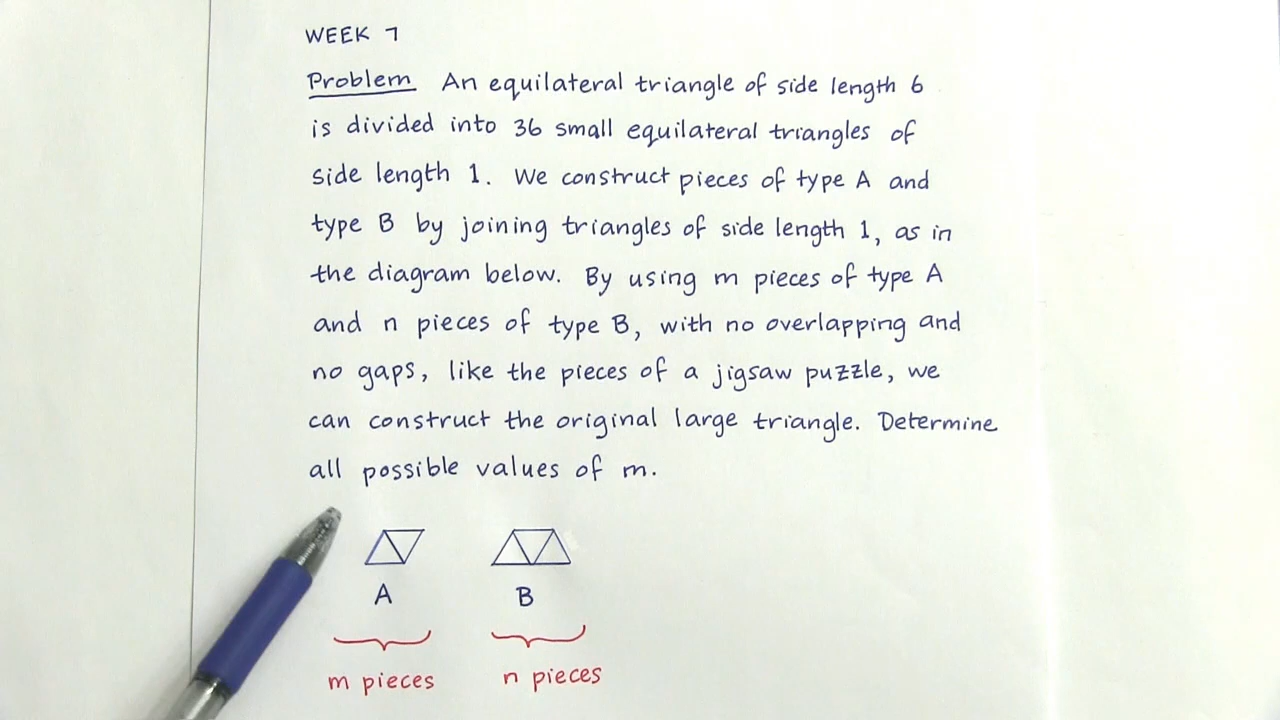 WEEK 7
Problem An equilateral triangle of side length 6
is divided into 36 small equilateral triangles of
side length 1. We construct pieces of type A and
type B by joining triangles of side length 1, as in
the diagram below. By using m pieces of type A
and n pieces of type B, with no overlapping and
no gaps, like the pieces of a jigsaw puzzle, we
can construct the original large triangle. Determine
all possible values of m.
A B
m pieces n pieces